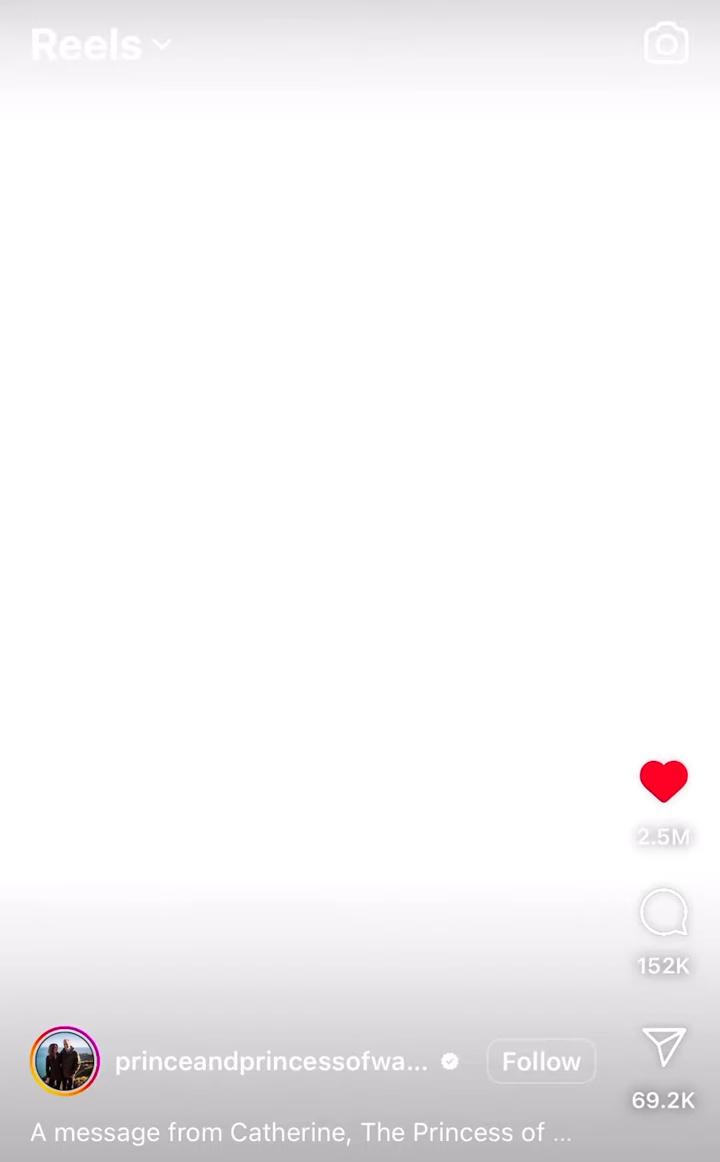 Reels
2.5M
152K
69.2K
princeandprincessofwa... Follow
A message from Catherine, The Princess of ...